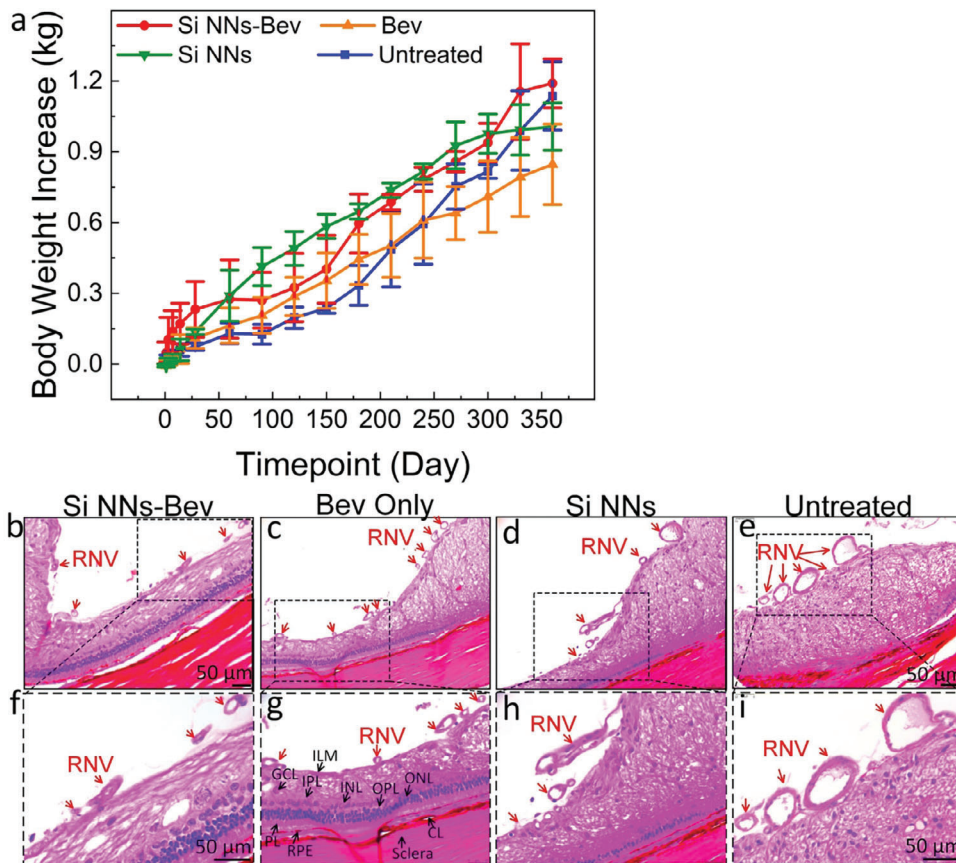 a
Si NNs-Bev
Bev
Si NNs
Untreated
Body Weight Increase (kg)
1.2
0.9
0.6
0.3
0.0
0 50 100 150 200 250 300 350
Timepoint (Day)
Si NNs-Bev Bev Only Si NNs Untreated
b
RNV
50 μm
c
RNV
d
RNV
e
RNV
50 μm
f
RNV
50 μm
g
RNV
ILM
GCL
IPL
INL
OPL
ONL
PL
RPE
Sclera
CL
h
RNV
i
RNV
50 μm